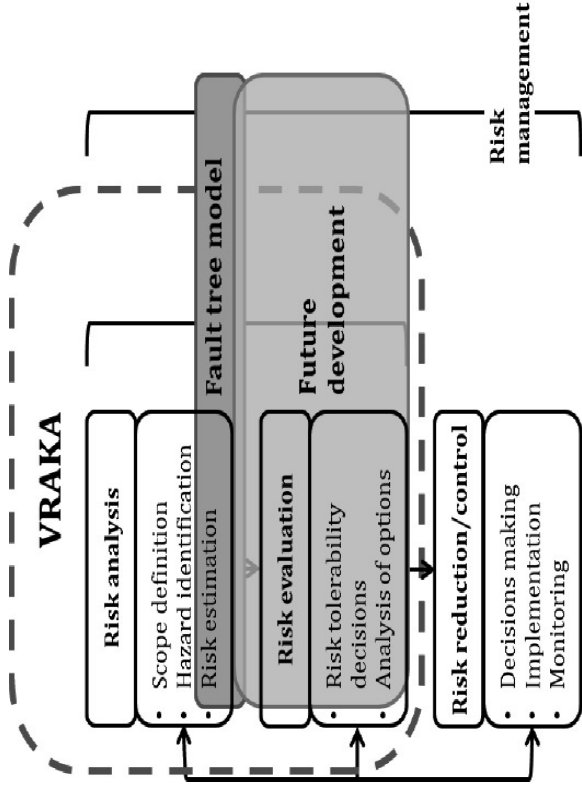 VRAKA
Risk analysis
• Scope definition
• Hazard identification
• Risk estimation
Fault tree model
Risk evaluation
• Risk tolerability
decisions
• Analysis of options
Future
development
Risk reduction/control
• Decisions making
• Implementation
• Monitoring
Risk
management